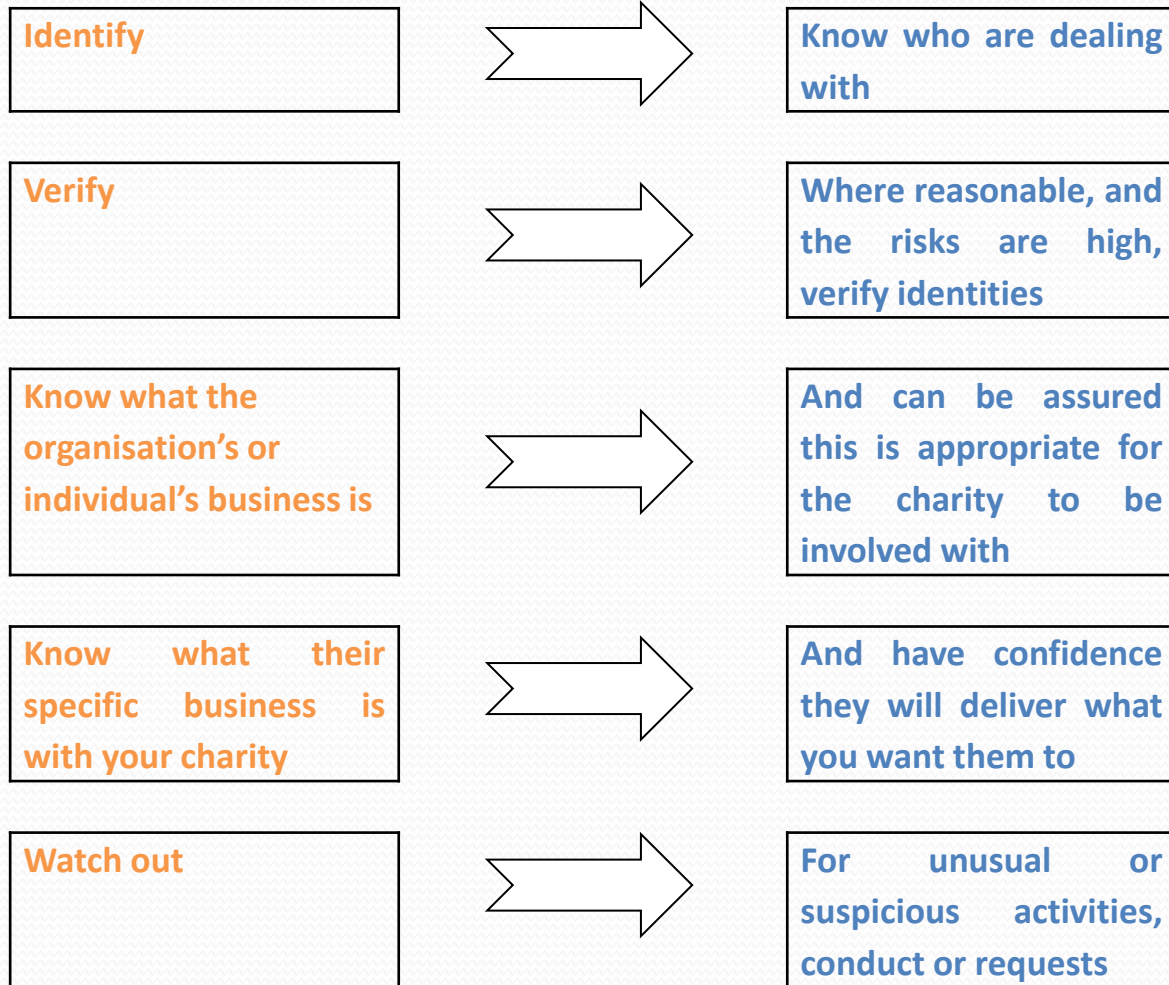 Identify
Know who are dealing
with
Verify
Where reasonable, and
the risks are high,
verify identities
Know what the
organisation's or
individual's business is
And can be assured
this is appropriate for
the charity to be
involved with
Know what their
specific business is
with your charity
And have confidence
they will deliver what
you want them to
Watch out
For unusual or
suspicious activities,
conduct or requests